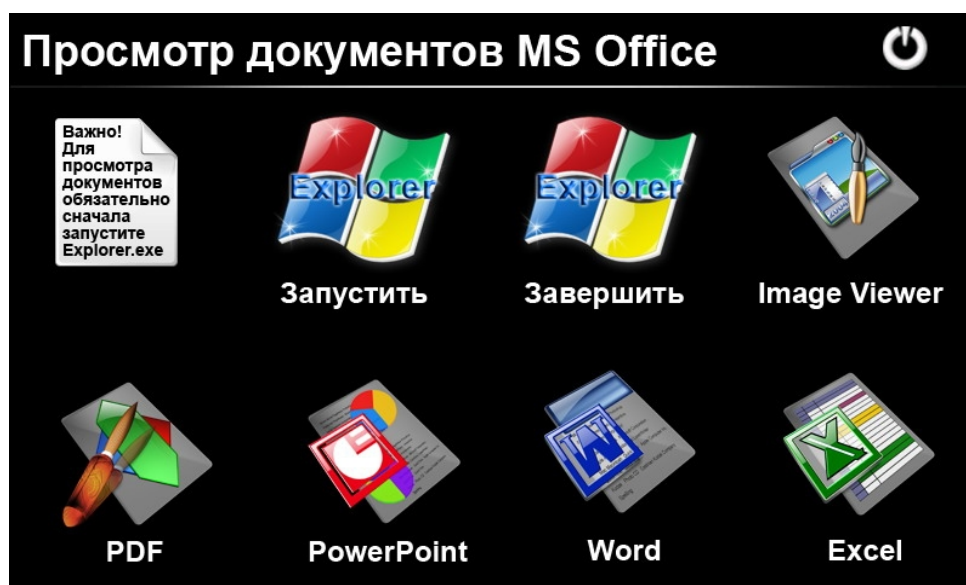 Просмотр документов MS Office
Важно!
Для
просмотра
документов
обязательно
сначала
запустите
Explorer.exe
Explorer
Explorer
Запустить
Завершить
Image Viewer
PDF
PowerPoint
Word
Excel